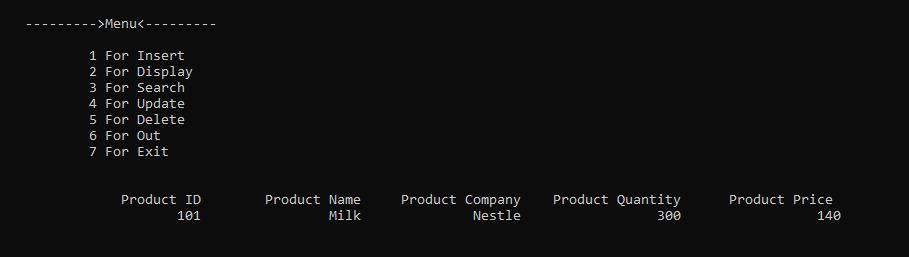 --------->Menu<---------
1 For Insert
2 For Display
3 For Search
4 For Update
5 For Delete
6 For Out
7 For Exit
Product ID Product Name Product Company Product Quantity Product Price
101 Milk Nestle 300 140